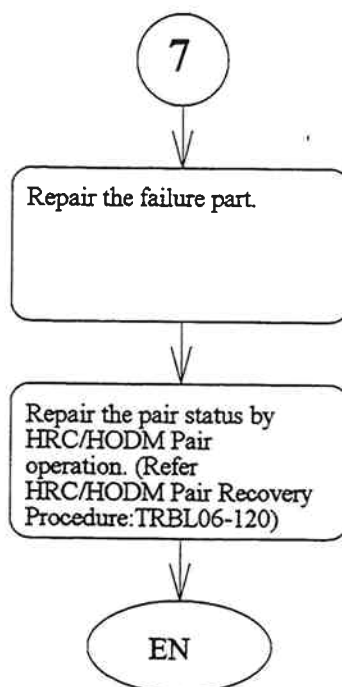 7
Repair the failure part.
Repair the pair status by
HRC/HODM Pair
operation. (Refer
HRC/HODM Pair Recovery
Procedure:TRBL06-120)
EN